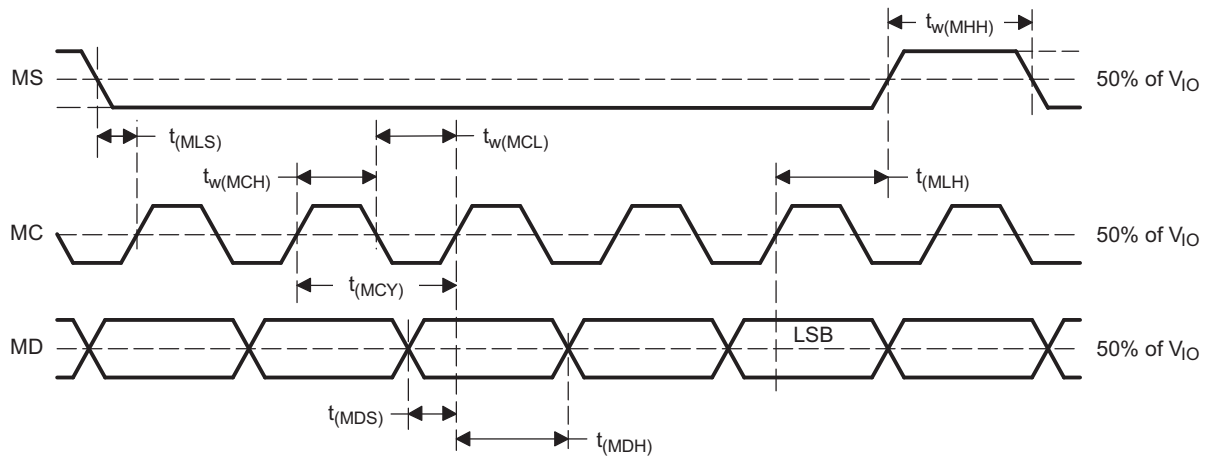 t_w(MHH)
MS
50% of V_IO
t_(MLS)
t_w(MCL)
t_w(MCH)
t_(MLH)
MC
50% of V_IO
t_(MCY)
LSB
MD
50% of V_IO
t_(MDS)
t_(MDH)